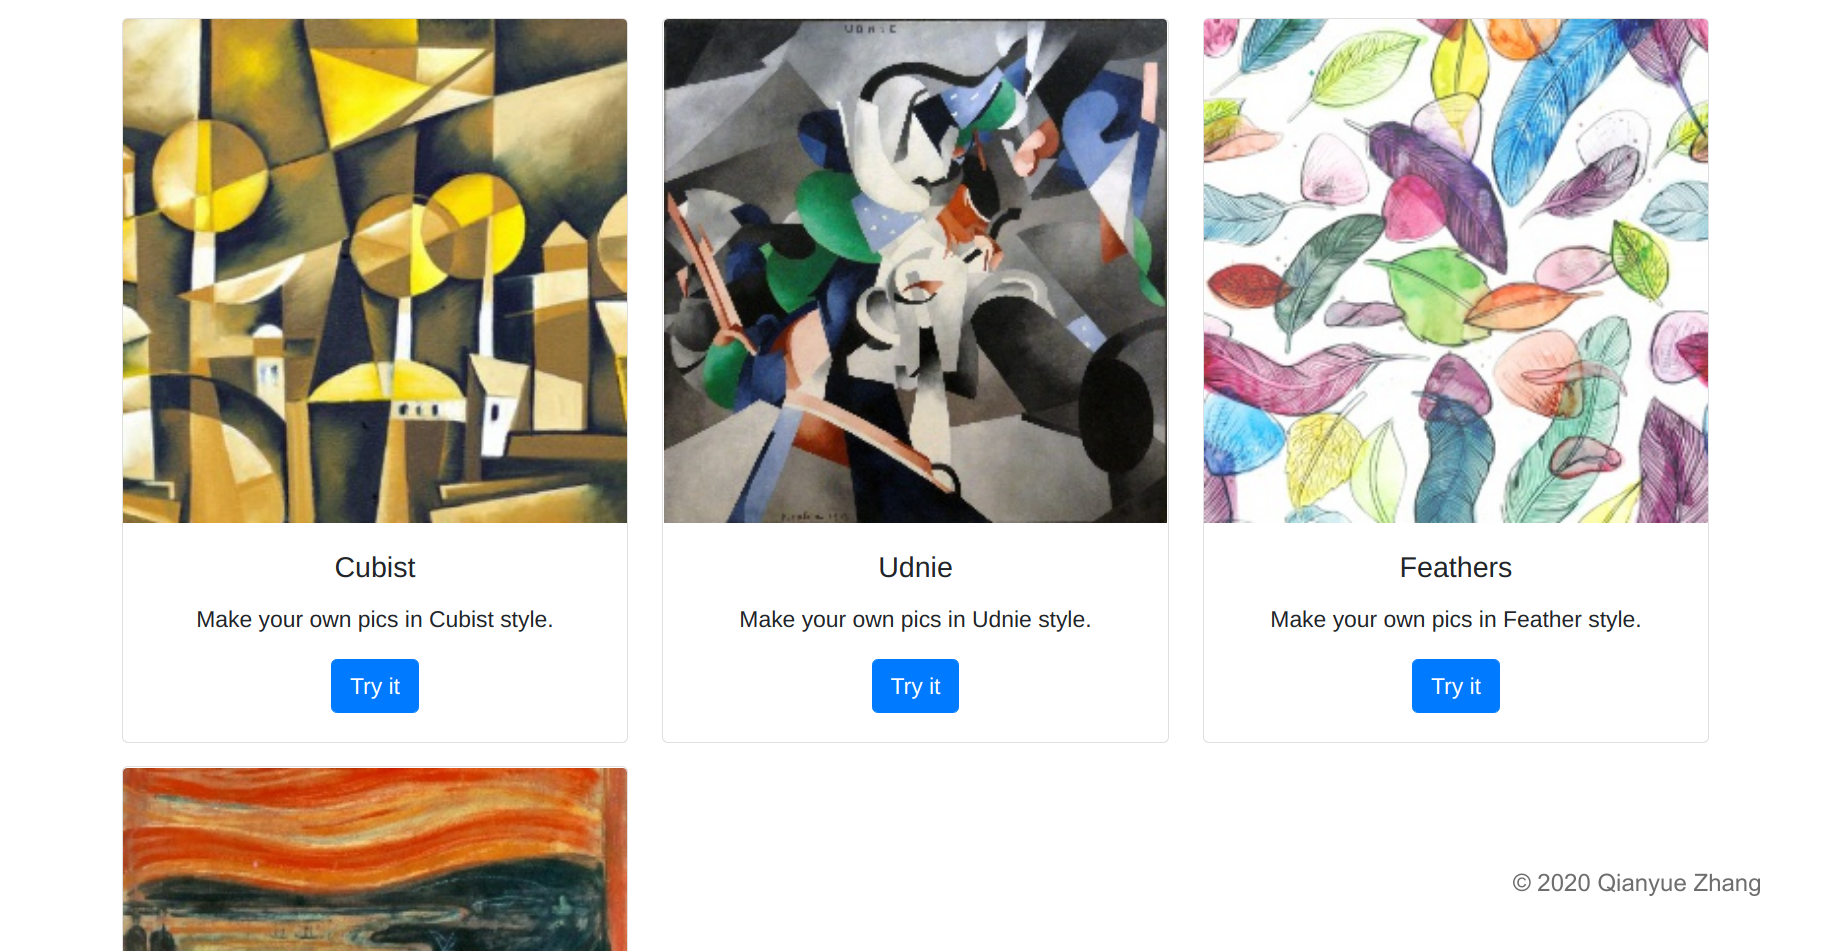 UDNIE
Cubist
Make your own pics in Cubist style.
Try it
Udnie
Make your own pics in Udnie style.
Try it
Feathers
Make your own pics in Feather style.
Try it
© 2020 Qianyue Zhang